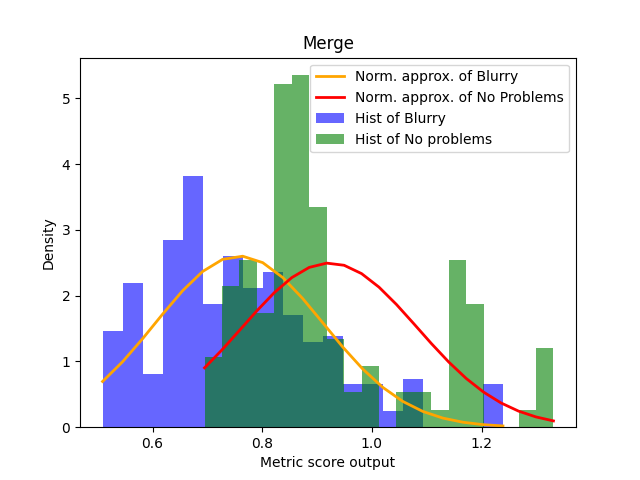 Merge
Norm. approx. of Blurry
Norm. approx. of No Problems
Hist of Blurry
Hist of No problems
Density
5
4
3
2
1
0
0.6 0.8 1.0 1.2
Metric score output